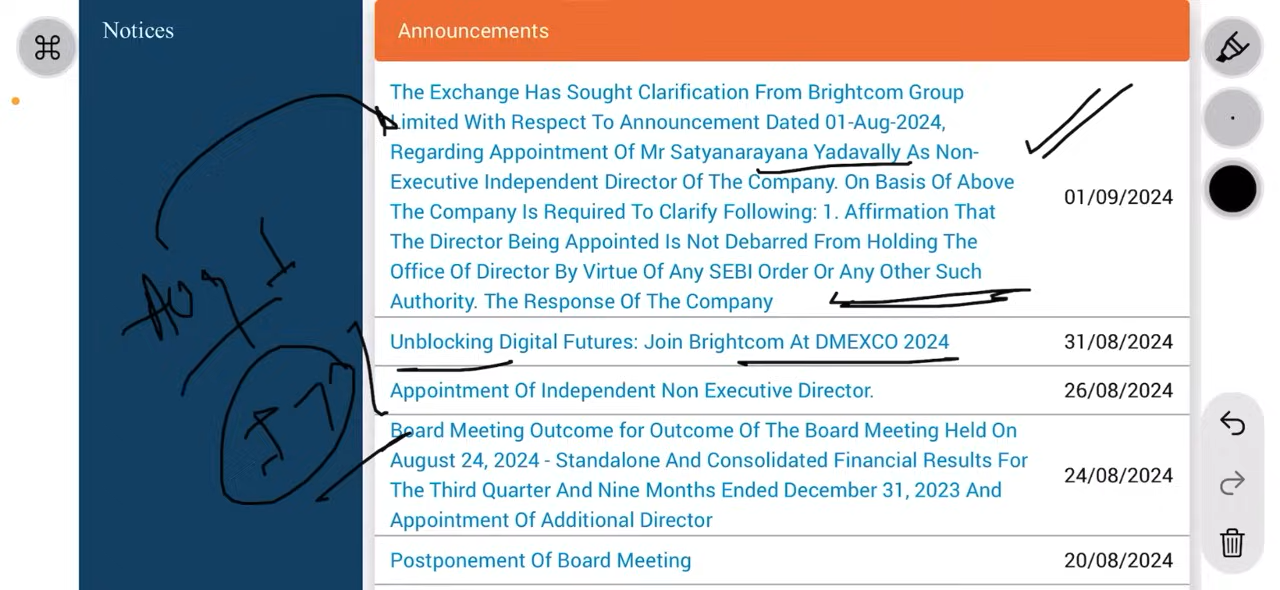 Notices
Announcements
The Exchange Has Sought Clarification From Brightcom Group
Limited With Respect To Announcement Dated 01-Aug-2024,
Regarding Appointment Of Mr Satyanarayana Yadavally As Non-
Executive Independent Director Of The Company. On Basis Of Above
The Company Is Required To Clarify Following: 1. Affirmation That
The Director Being Appointed Is Not Debarred From Holding The
Office Of Director By Virtue Of Any SEBI Order Or Any Other Such
Authority. The Response Of The Company
01/09/2024
Unblocking Digital Futures: Join Brightcom At DMEXCO 2024
31/08/2024
Appointment Of Independent Non Executive Director.
26/08/2024
Board Meeting Outcome for Outcome Of The Board Meeting Held On
August 24, 2024 - Standalone And Consolidated Financial Results For
The Third Quarter And Nine Months Ended December 31, 2023 And
Appointment Of Additional Director
24/08/2024
Postponement Of Board Meeting
20/08/2024
Aug 1